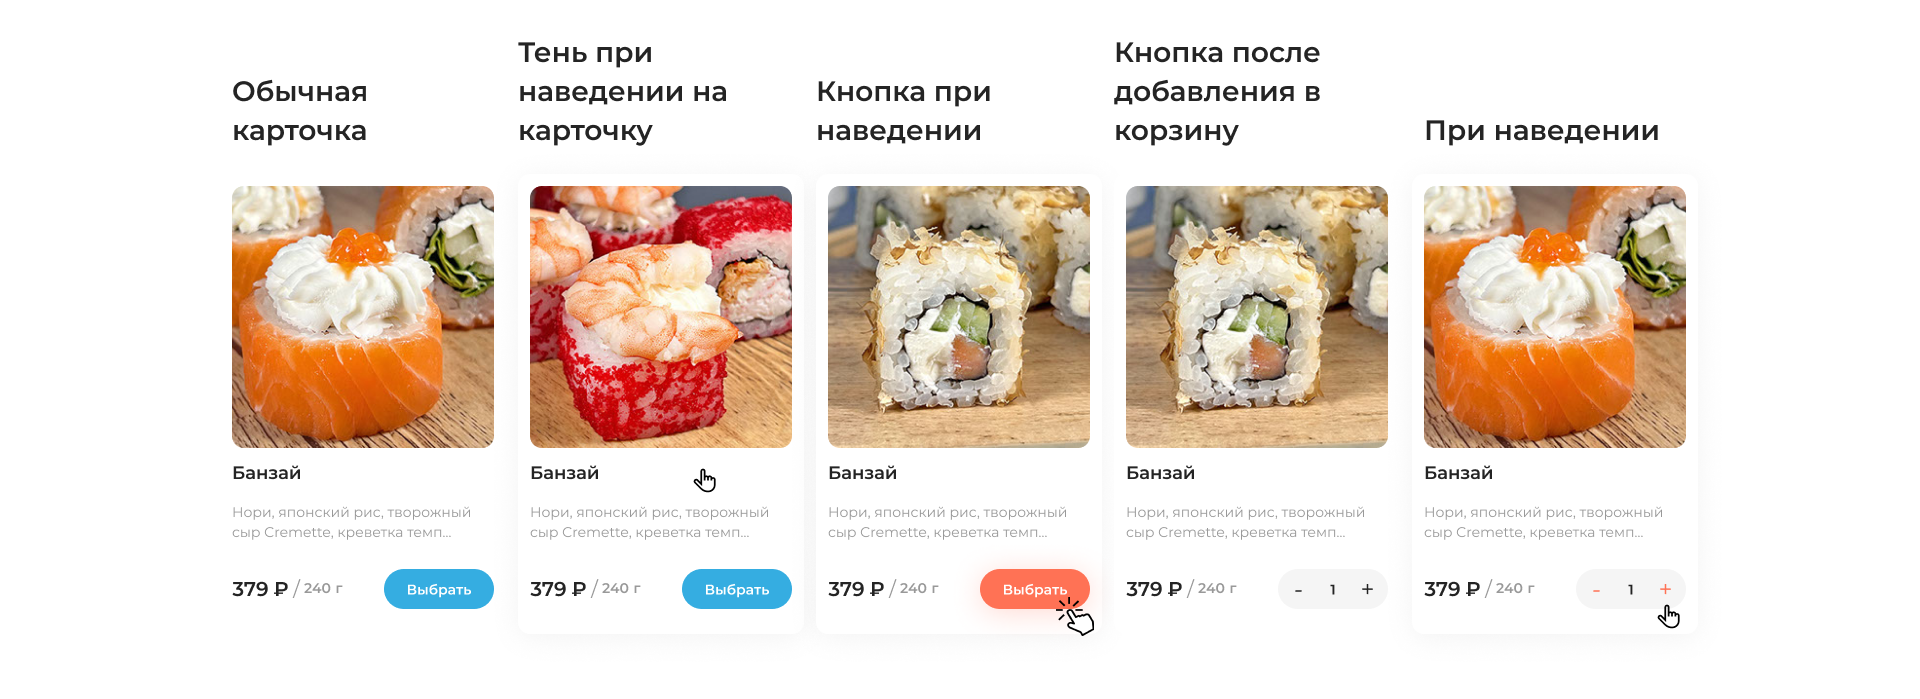 Обычная
карточка
Тень при
наведении на
карточку
Кнопка при
наведении
Кнопка после
добавления в
корзину
При наведении
Банзай
Нори, японский рис, творожный
сыр Cremette, креветка темп...
379 ₽ / 240 г
Выбрать
Банзай
Нори, японский рис, творожный
сыр Cremette, креветка темп...
379 ₽ / 240 г
Выбрать
Банзай
Нори, японский рис, творожный
сыр Cremette, креветка темп...
379 ₽ / 240 г
Выбрать
Банзай
Нори, японский рис, творожный
сыр Cremette, креветка темп...
379 ₽ / 240 г
- 1 +
Банзай
Нори, японский рис, творожный
сыр Cremette, креветка темп...
379 ₽ / 240 г
- 1 +